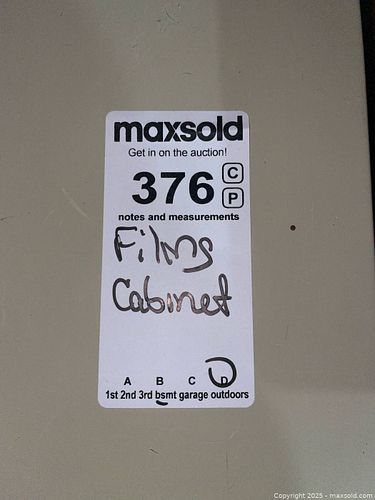 maxsold
Get in on the auction!
376 C
P
notes and measurements
Films
Cabinet
A B C D
1st 2nd 3rd bsmt garage outdoors
Copyright © 2025 - maxsold.com